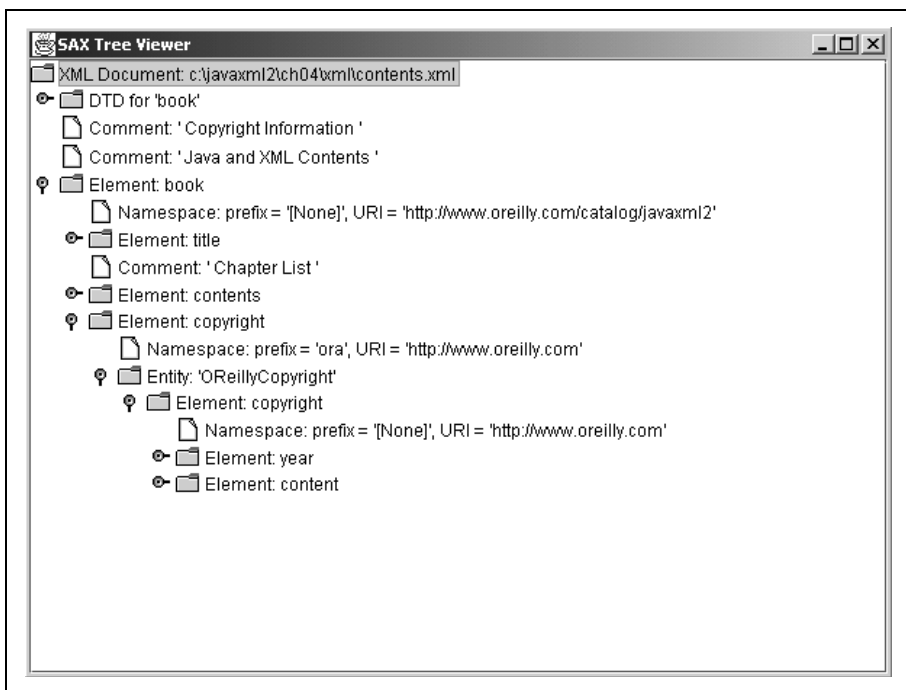 SAX Tree Viewer
XML Document: c:\javaxml2\ch04\xml\contents.xml
DTD for 'book'
Comment: ' Copyright Information '
Comment: ' Java and XML Contents '
Element: book
Namespace: prefix = '[None]', URI = 'http://www.oreilly.com/catalog/javaxml2'
Element: title
Comment: ' Chapter List '
Element: contents
Element: copyright
Namespace: prefix = 'ora', URI = 'http://www.oreilly.com'
Entity: 'OReillyCopyright'
Element: copyright
Namespace: prefix = '[None]', URI = 'http://www.oreilly.com'
Element: year
Element: content